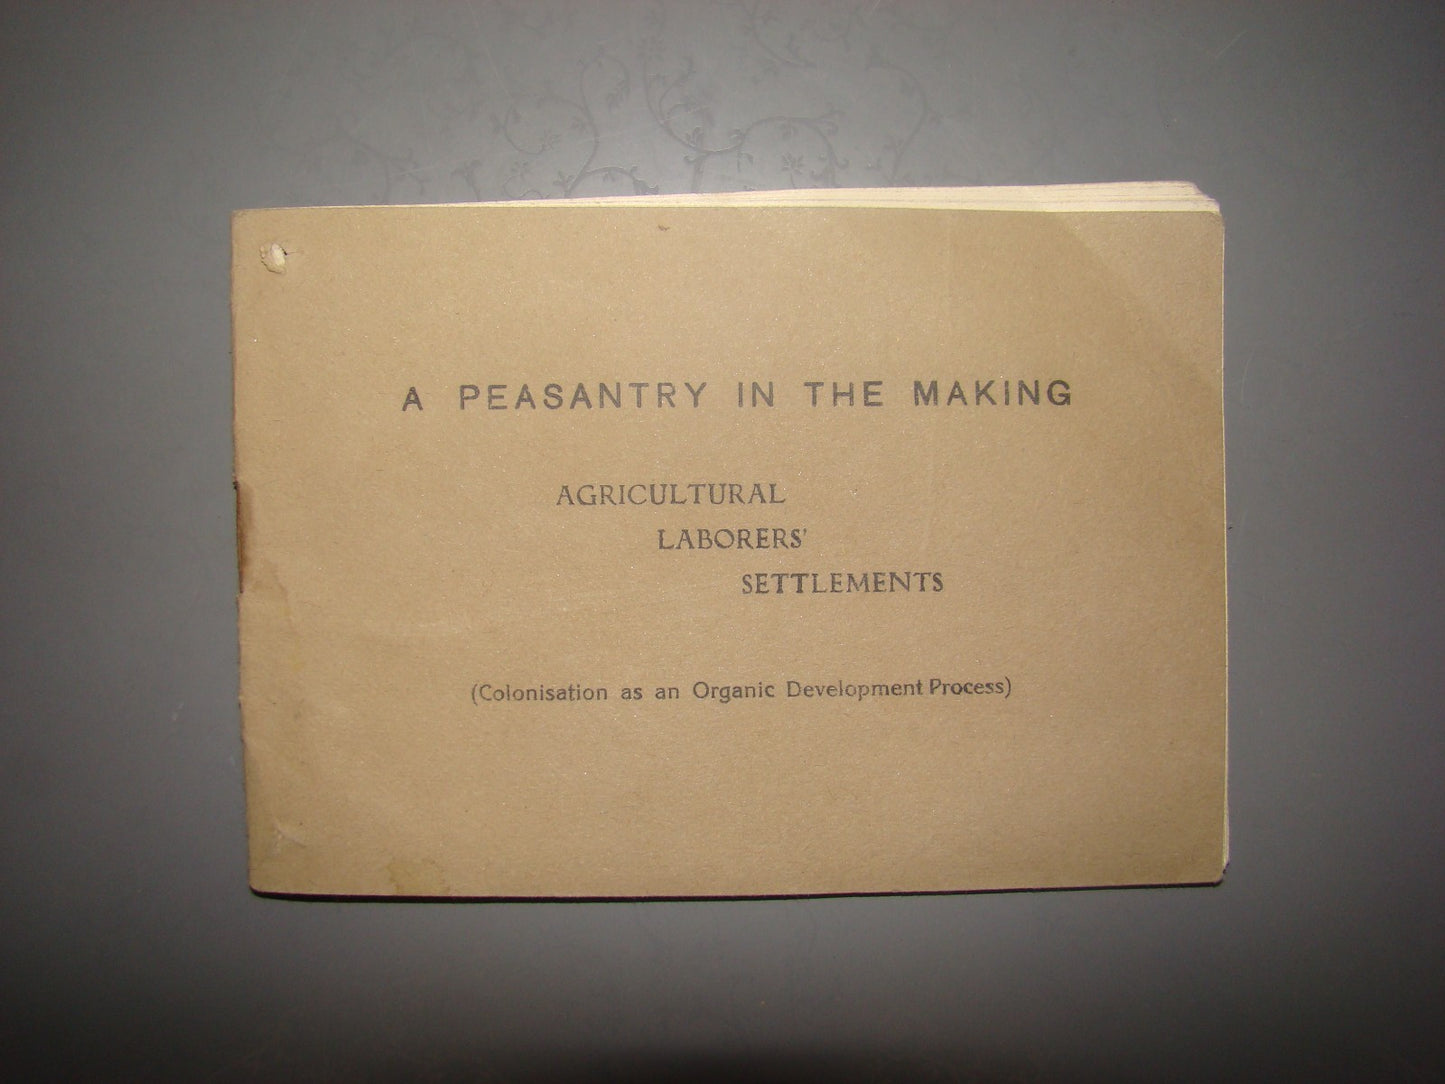 A PEASANTRY IN THE MAKING
AGRICULTURAL
LABORERS'
SETTLEMENTS
(Colonisation as an Organic Development Process)